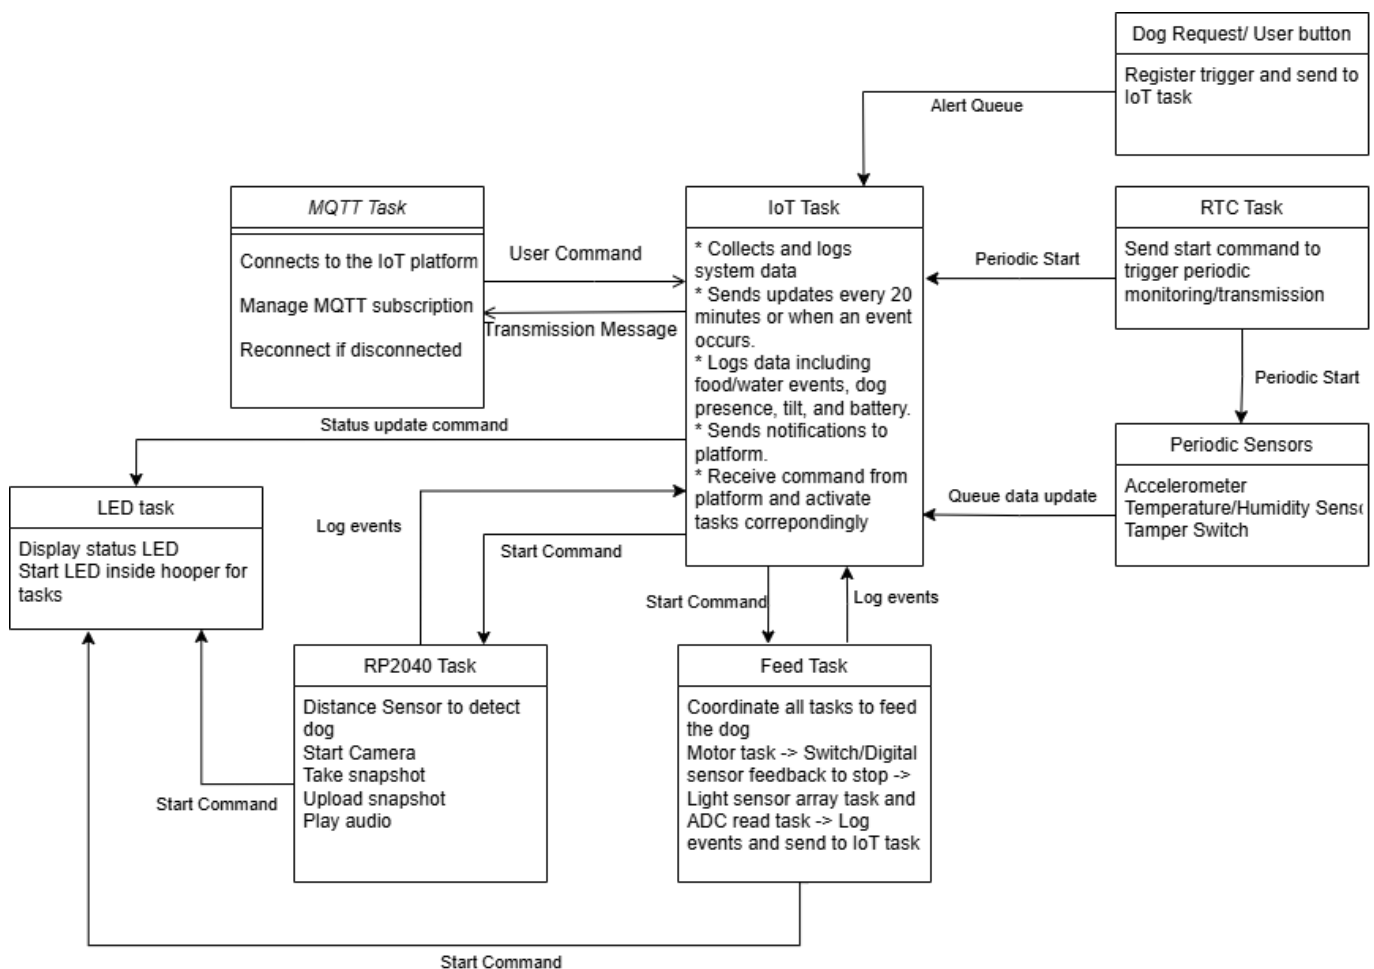 Dog Request/ User button
Register trigger and send to
IoT task
Alert Queue
MQTT Task
Connects to the IoT platform
Manage MQTT subscription
Reconnect if disconnected
User Command
Transmission Message
IoT Task
* Collects and logs
system data
* Sends updates every 20
minutes or when an event
occurs.
* Logs data including
food/water events, dog
presence, tilt, and battery.
* Sends notifications to
platform.
* Receive command from
platform and activate
tasks correpondingly
Periodic Start
RTC Task
Send start command to
trigger periodic
monitoring/transmission
Periodic Start
Status update command
Periodic Sensors
Accelerometer
Temperature/Humidity Senso
Tamper Switch
Queue data update
LED task
Display status LED
Start LED inside hooper for
tasks
Log events
Start Command
Start Command
Log events
RP2040 Task
Distance Sensor to detect
dog
Start Camera
Take snapshot
Upload snapshot
Play audio
Start Command
Feed Task
Coordinate all tasks to feed
the dog
Motor task -> Switch/Digital
sensor feedback to stop ->
Light sensor array task and
ADC read task -> Log
events and send to IoT task
Start Command